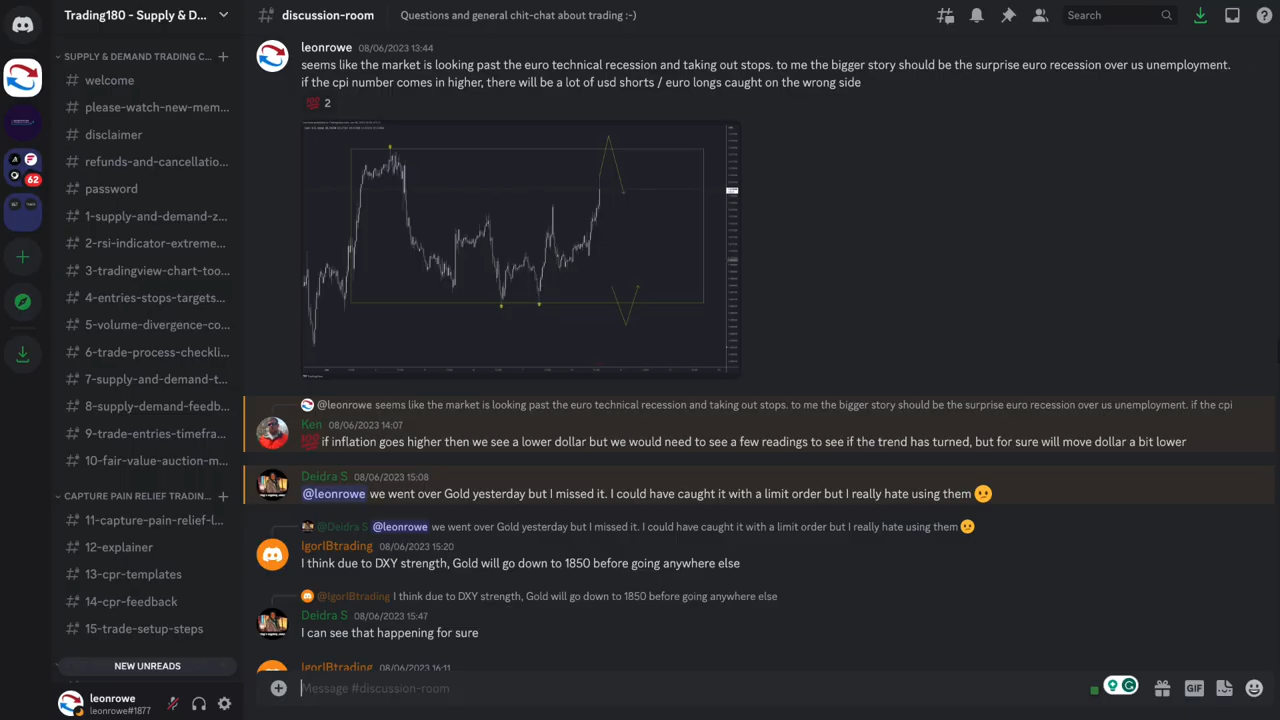 Trading180 - Supply & D...
discussion-room
Questions and general chit-chat about trading :-)
Search
SUPPLY & DEMAND TRADING C...
welcome
please-watch-new-mem...
disclaimer
refunds-and-cancellatio...
password
1-supply-and-demand-z...
2-rsi-indicator-extreme...
3-tradingview-chart-too...
4-entries-stops-targets...
5-volume-divergence-co...
6-trade-process-checkli...
7-supply-and-demand-t...
8-supply-demand-feedb...
9-trade-entries-timefra...
10-fair-value-auction-m...
CAPTURE PAIN RELIEF TRADIN...
11-capture-pain-relief-l...
12-explainer
13-cpr-templates
14-cpr-feedback
15-trade-setup-steps
NEW UNREADS
62
leonrowe
leonrowe#1877
leonrowe 08/06/2023 13:44
seems like the market is looking past the euro technical recession and taking out stops. to me the bigger story should be the surprise euro recession over us unemployment.
if the cpi number comes in higher, there will be a lot of usd shorts / euro longs caught on the wrong side
💯 2
@leonrowe seems like the market is looking past the euro technical recession and taking out stops. to me the bigger story should be the surprise euro recession over us unemployment. if the cpi
Ken 08/06/2023 14:07
💯 if inflation goes higher then we see a lower dollar but we would need to see a few readings to see if the trend has turned, but for sure will move dollar a bit lower
Deidra S 08/06/2023 15:08
@leonrowe we went over Gold yesterday but I missed it. I could have caught it with a limit order but I really hate using them 😕
@Deidra S @leonrowe we went over Gold yesterday but I missed it. I could have caught it with a limit order but I really hate using them 😕
IgorIBtrading 08/06/2023 15:20
I think due to DXY strength, Gold will go down to 1850 before going anywhere else
@IgorIBtrading I think due to DXY strength, Gold will go down to 1850 before going anywhere else
Deidra S 08/06/2023 15:47
I can see that happening for sure
IgorIBtrading 08/06/2023 16:11
Message #discussion-room
GIF